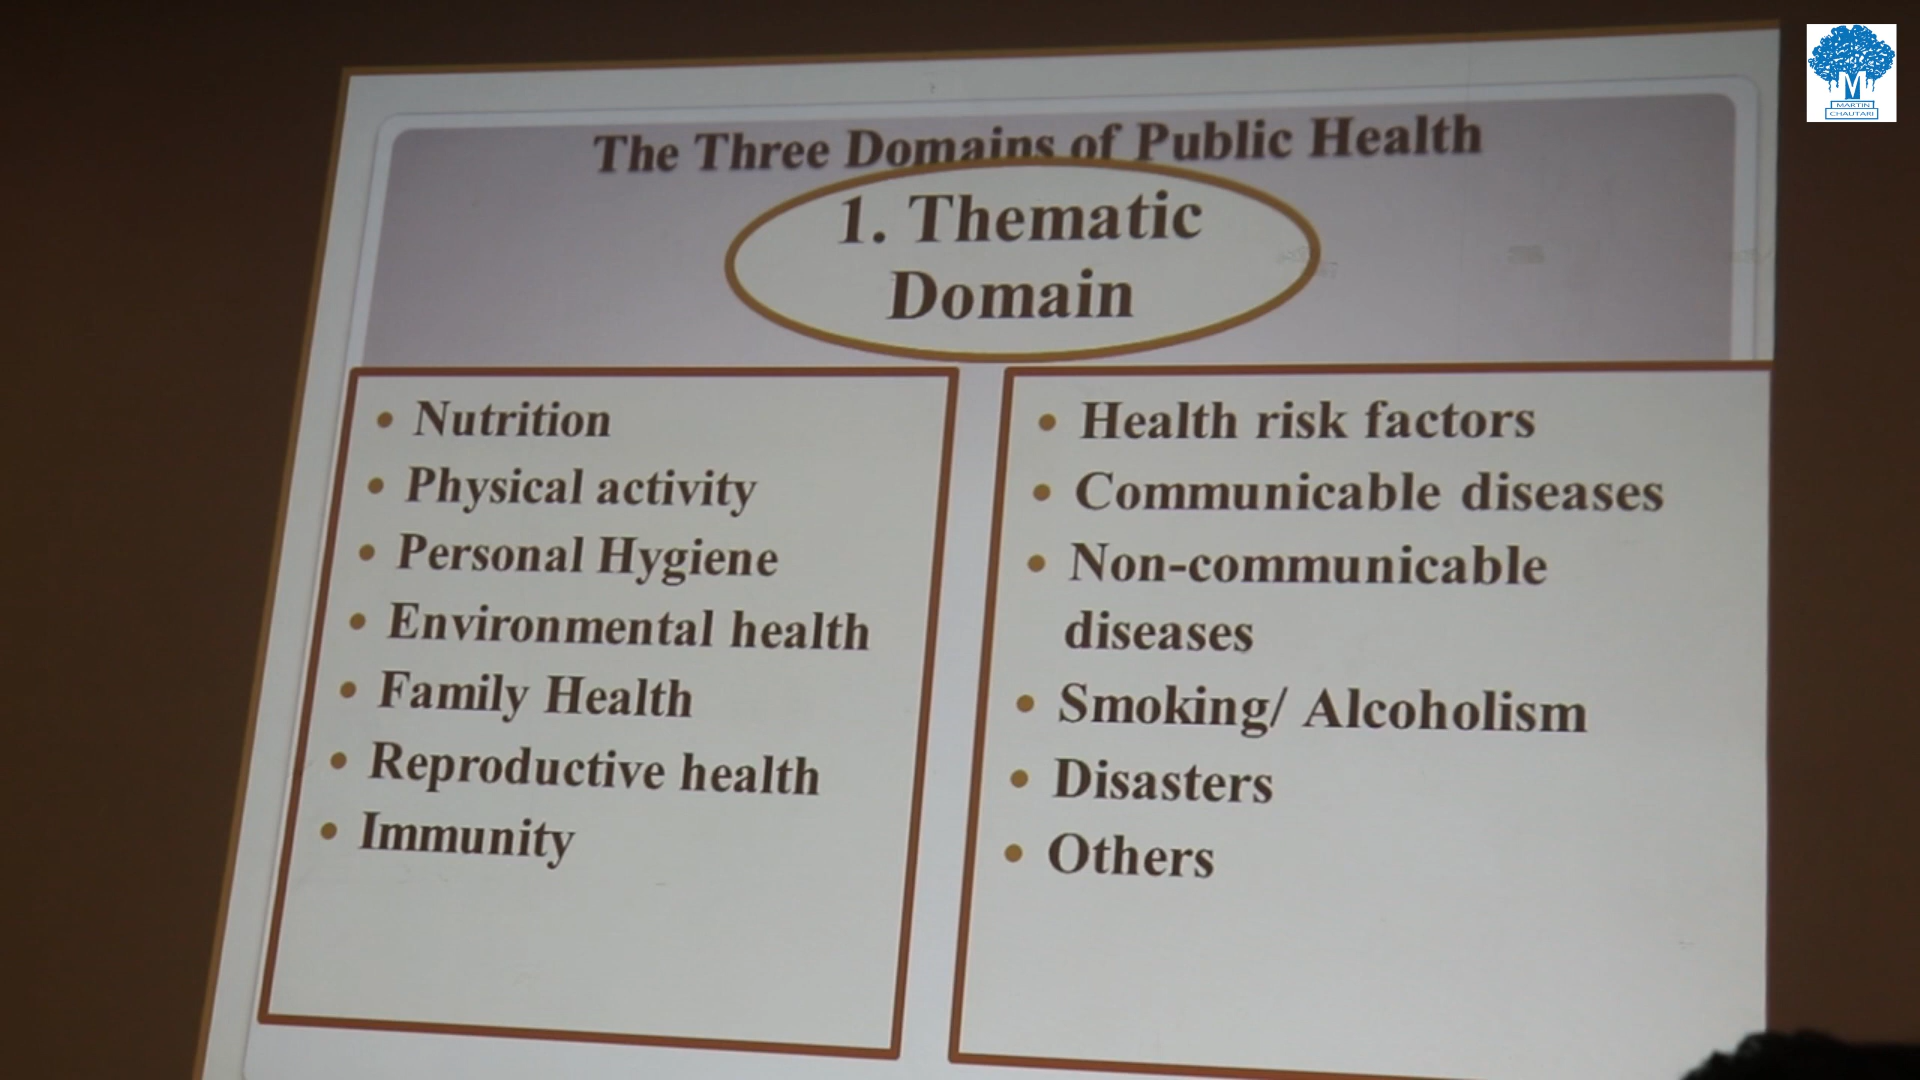 The Three Domains of Public Health
1. Thematic
Domain
• Nutrition
• Physical activity
• Personal Hygiene
• Environmental health
• Family Health
• Reproductive health
• Immunity
• Health risk factors
• Communicable diseases
• Non-communicable
diseases
• Smoking/ Alcoholism
• Disasters
• Others
M
MARTIN
CHAUTARI